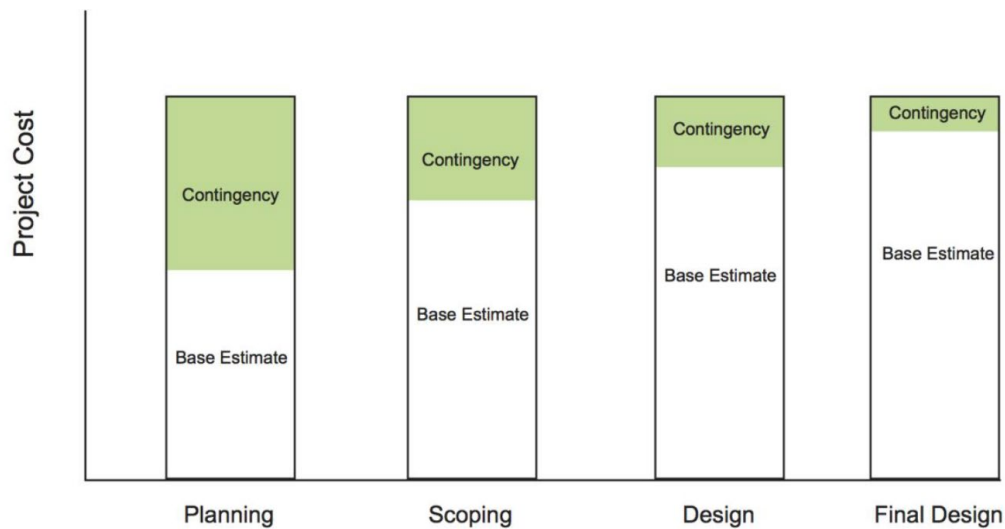 Project Cost
Contingency
Base Estimate
Contingency
Base Estimate
Contingency
Base Estimate
Contingency
Base Estimate
Planning
Scoping
Design
Final Design